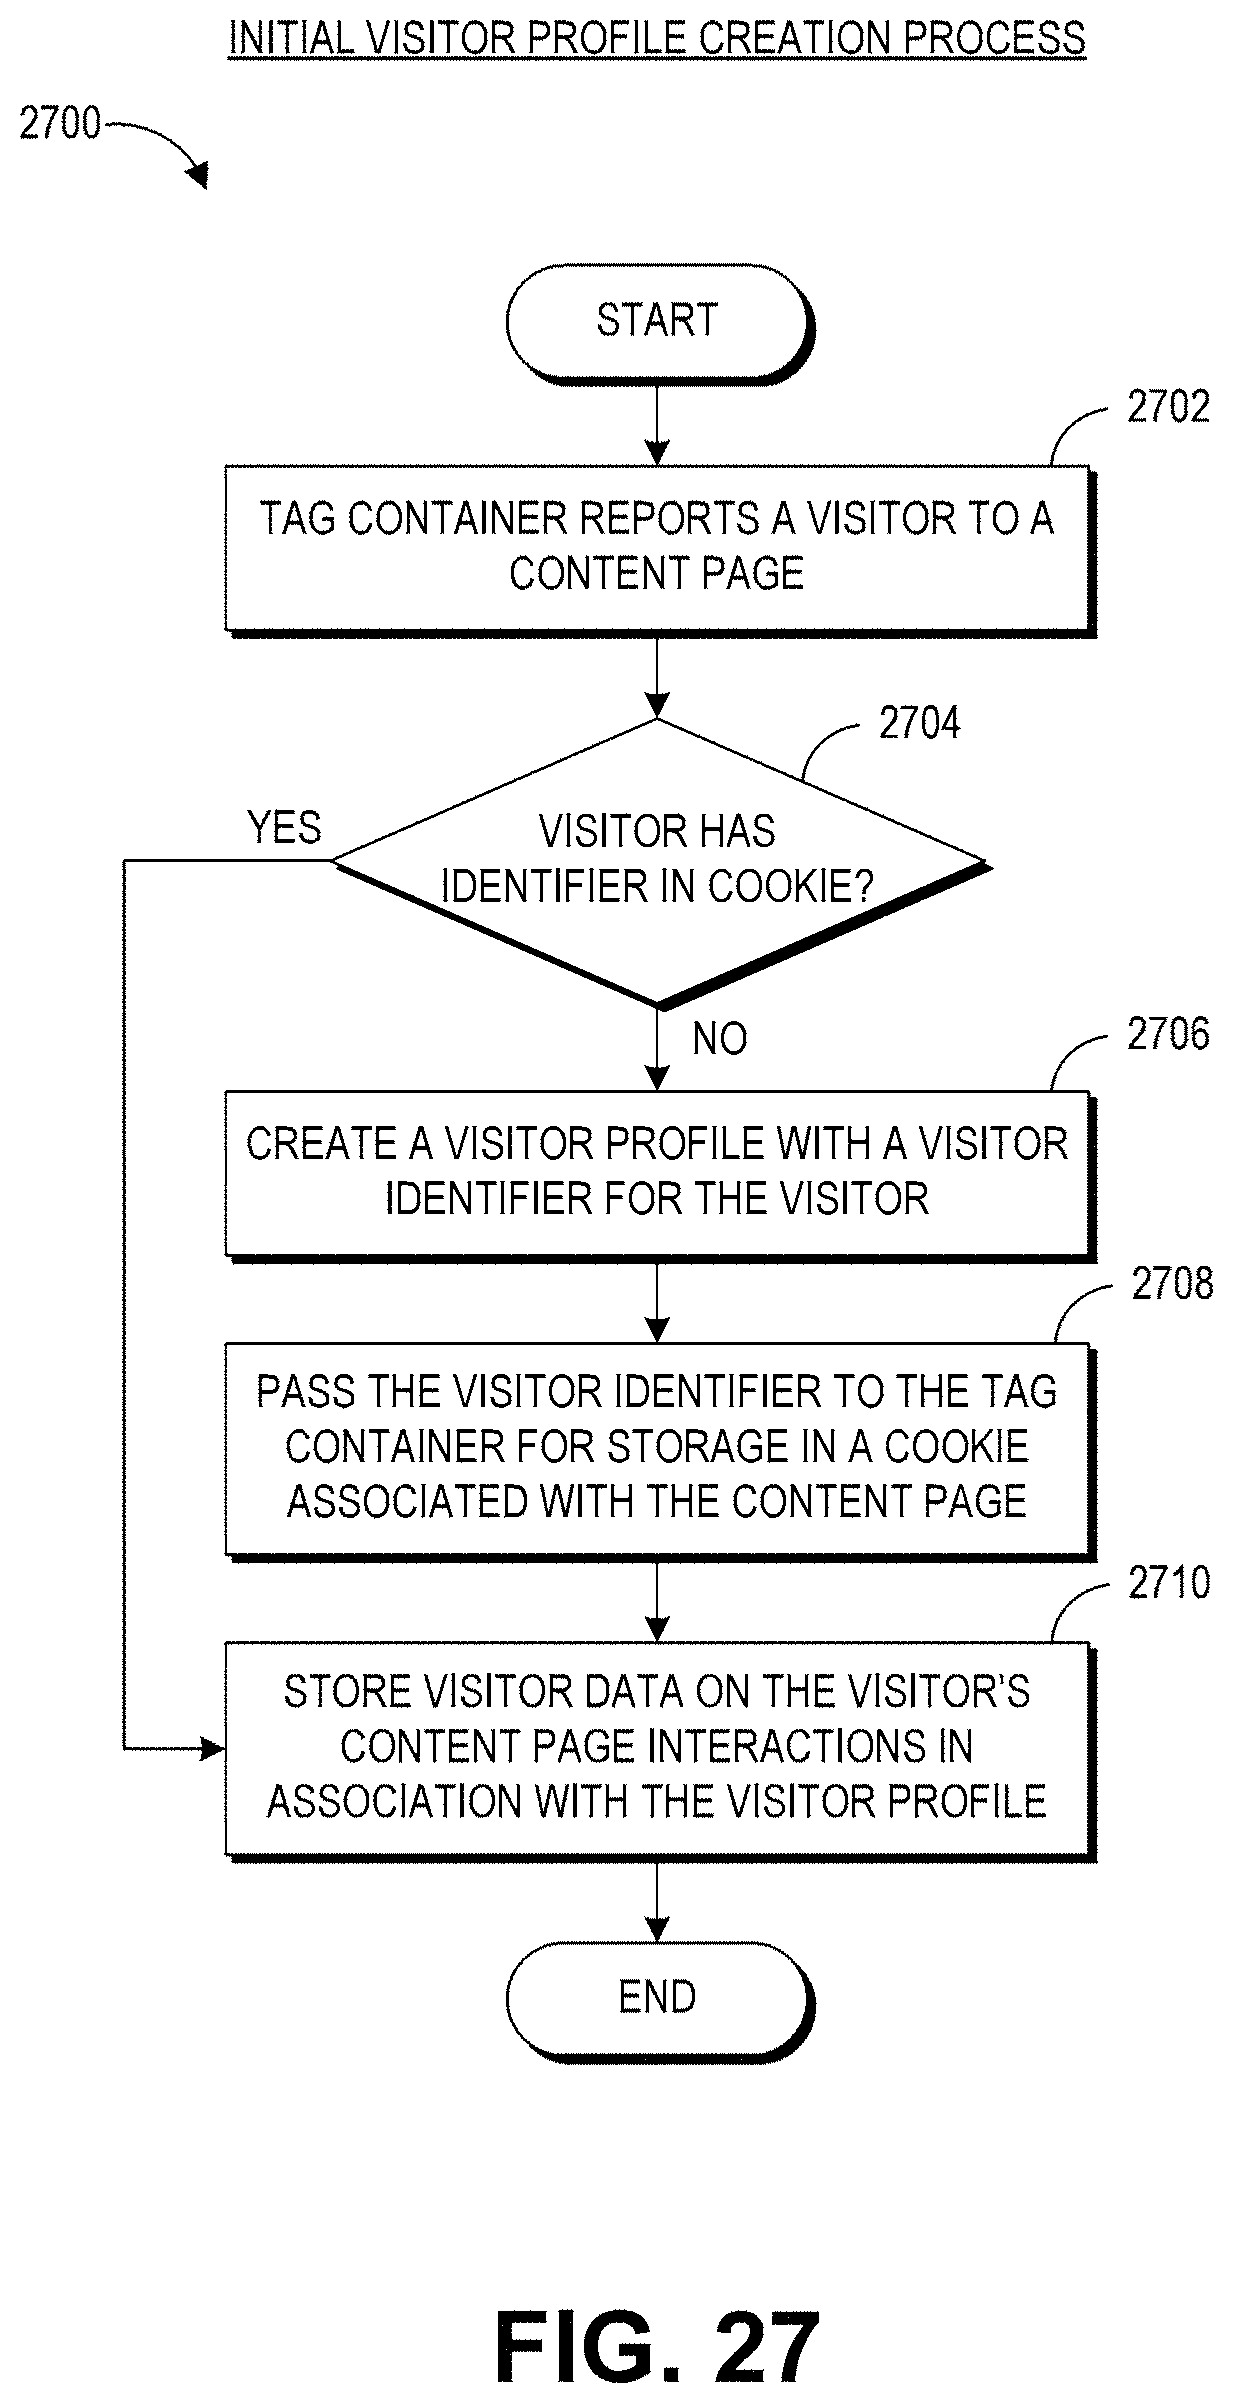 INITIAL VISITOR PROFILE CREATION PROCESS
2700
START
2702
TAG CONTAINER REPORTS A VISITOR TO A
CONTENT PAGE
2704
YES
VISITOR HAS
IDENTIFIER IN COOKIE?
NO
2706
CREATE A VISITOR PROFILE WITH A VISITOR
IDENTIFIER FOR THE VISITOR
2708
PASS THE VISITOR IDENTIFIER TO THE TAG
CONTAINER FOR STORAGE IN A COOKIE
ASSOCIATED WITH THE CONTENT PAGE
2710
STORE VISITOR DATA ON THE VISITOR'S
CONTENT PAGE INTERACTIONS IN
ASSOCIATION WITH THE VISITOR PROFILE
END
FIG. 27